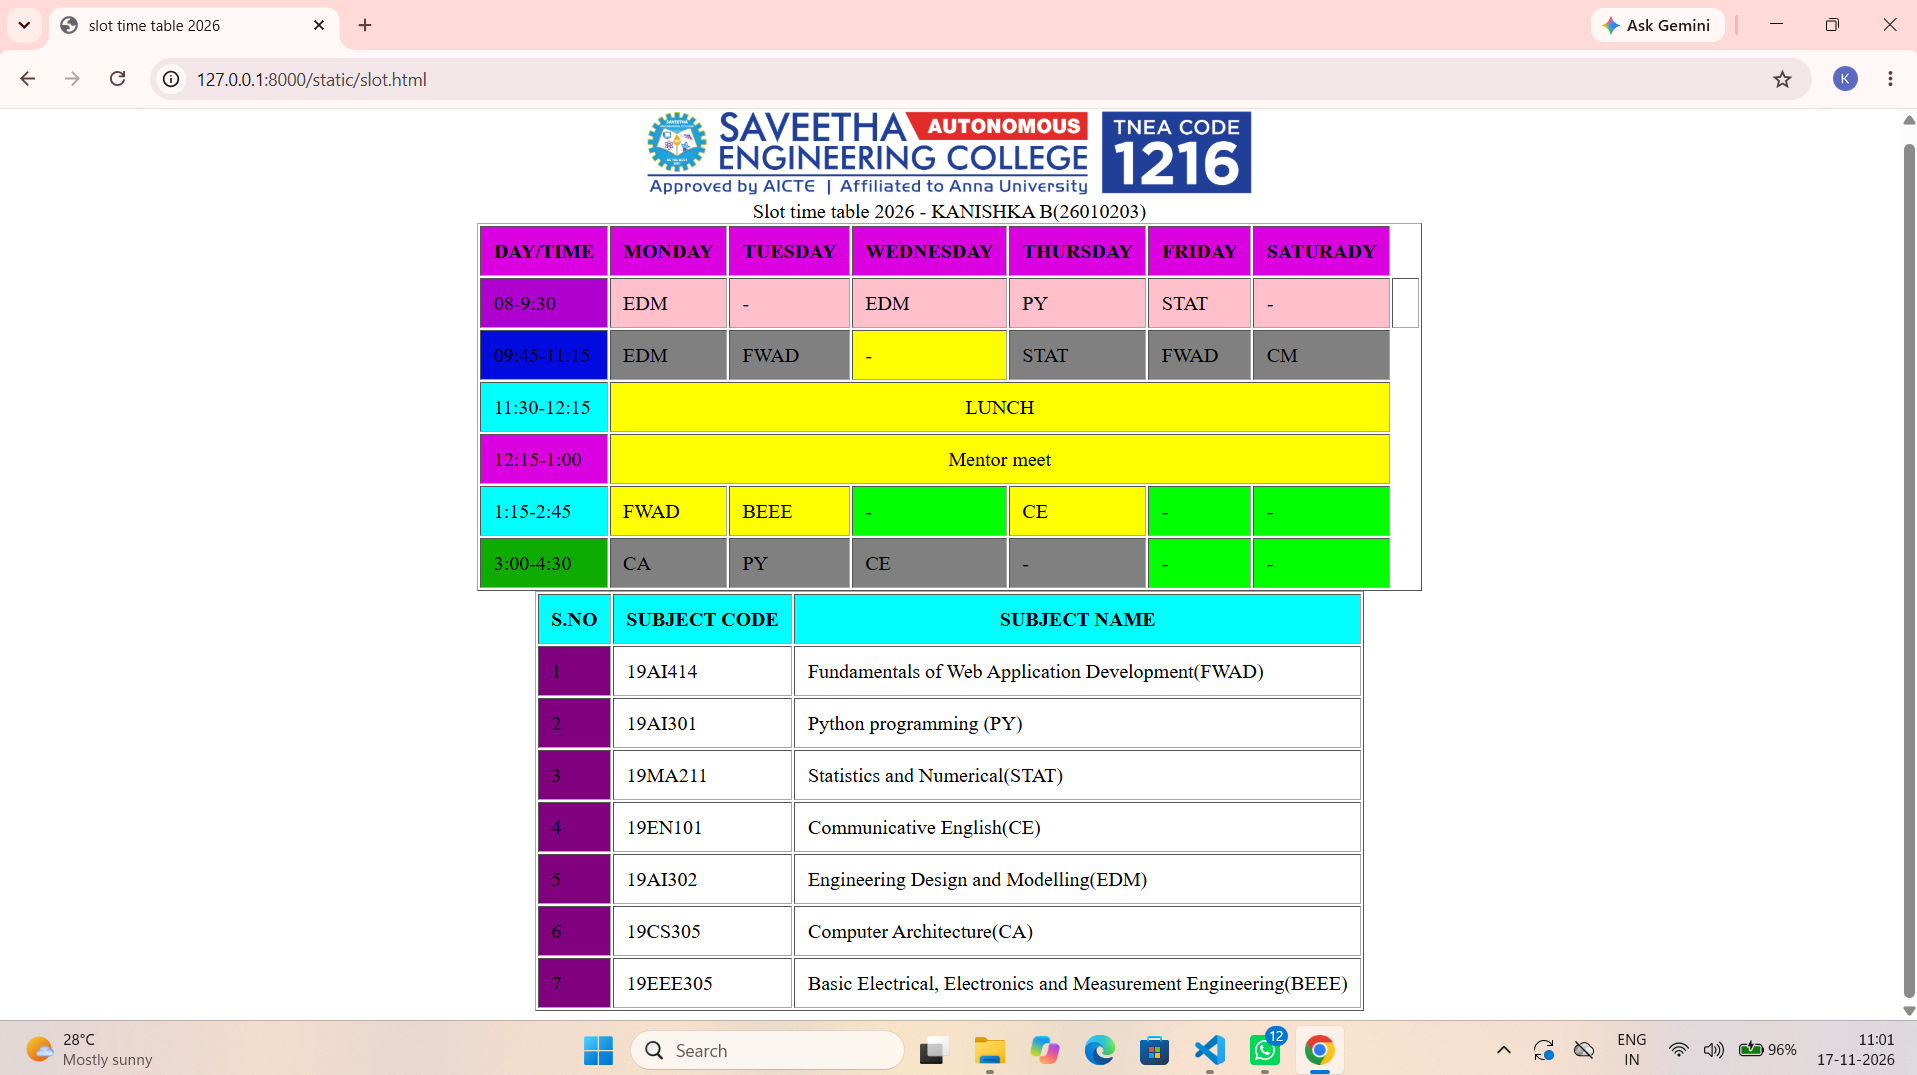 slot time table 2026
Ask Gemini
127.0.0.1:8000/static/slot.html
K
SAVEETHA AUTONOMOUS
ENGINEERING COLLEGE
Approved by AICTE | Affiliated to Anna University
TNEA CODE
1216
Slot time table 2026 - KANISHKA B(26010203)
DAY/TIME MONDAY TUESDAY WEDNESDAY THURSDAY FRIDAY SATURADY
08-9:30 EDM - EDM PY STAT -
09:45-11:15 EDM FWAD - STAT FWAD CM
11:30-12:15 LUNCH
12:15-1:00 Mentor meet
1:15-2:45 FWAD BEEE - CE - -
3:00-4:30 CA PY CE - - -
S.NO SUBJECT CODE SUBJECT NAME
1 19AI414 Fundamentals of Web Application Development(FWAD)
2 19AI301 Python programming (PY)
3 19MA211 Statistics and Numerical(STAT)
4 19EN101 Communicative English(CE)
5 19AI302 Engineering Design and Modelling(EDM)
6 19CS305 Computer Architecture(CA)
7 19EEE305 Basic Electrical, Electronics and Measurement Engineering(BEEE)
28°C
Mostly sunny
Search
12
ENG
IN
96%
11:01
17-11-2026